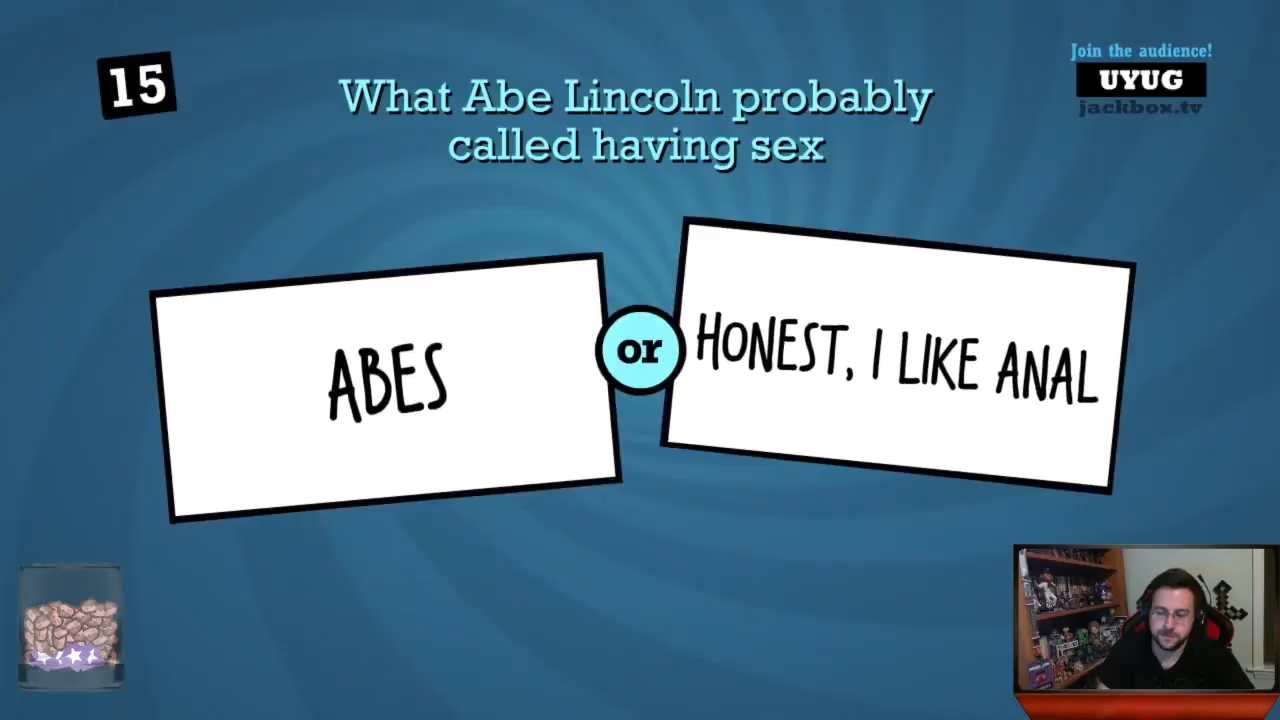 15
What Abe Lincoln probably
called having sex
Join the audience!
UYUG
jackbox.tv
ABES
or
HONEST, I LIKE ANAL